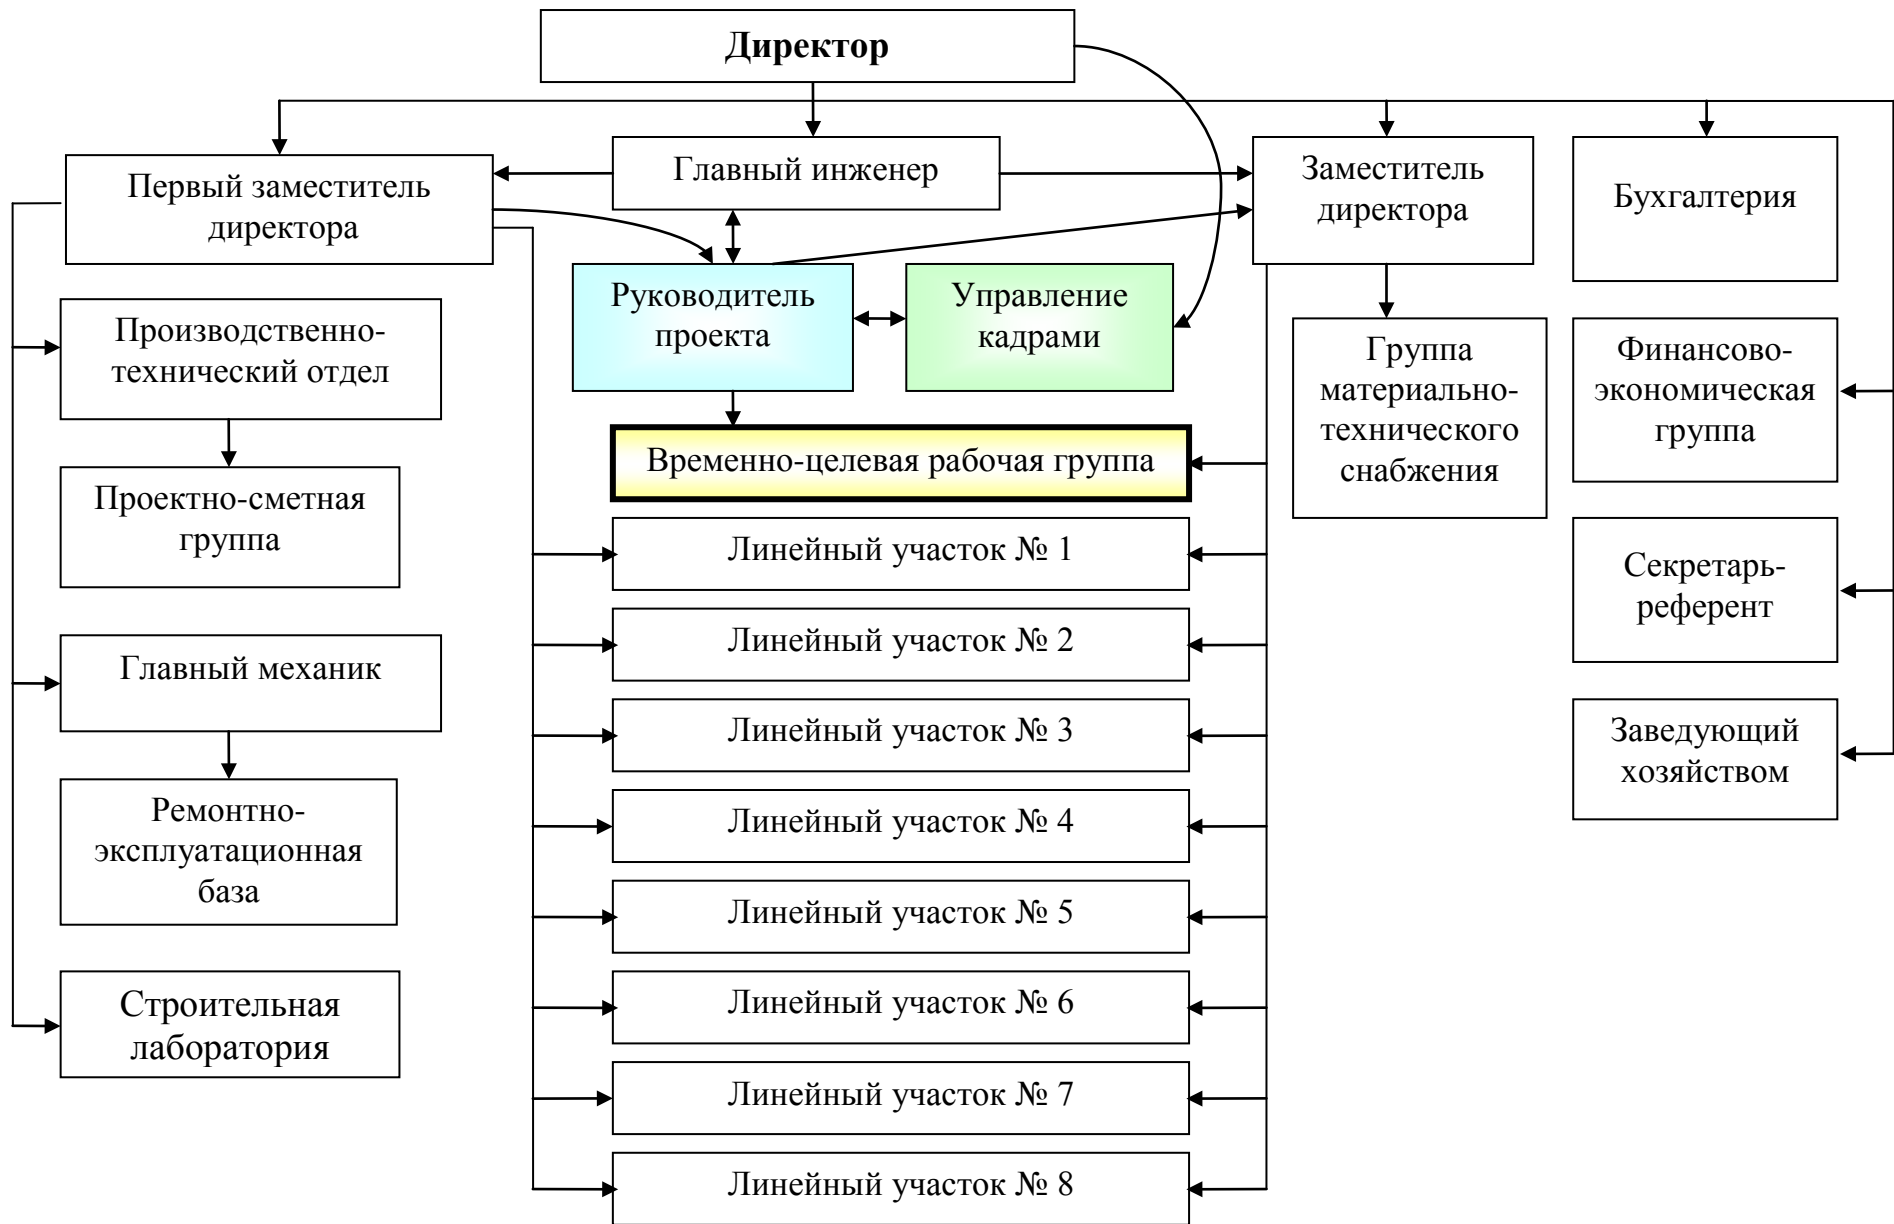 Директор
Первый заместитель
директора
Главный инженер
Заместитель
директора
Бухгалтерия
Руководитель
проекта
Управление
кадрами
Производственно-
технический отдел
Группа
материально-
технического
снабжения
Финансово-
экономическая
группа
Временно-целевая рабочая группа
Проектно-сметная
группа
Линейный участок № 1
Секретарь-
референт
Линейный участок № 2
Главный механик
Линейный участок № 3
Заведующий
хозяйством
Ремонтно-
эксплуатационная
база
Линейный участок № 4
Линейный участок № 5
Строительная
лаборатория
Линейный участок № 6
Линейный участок № 7
Линейный участок № 8